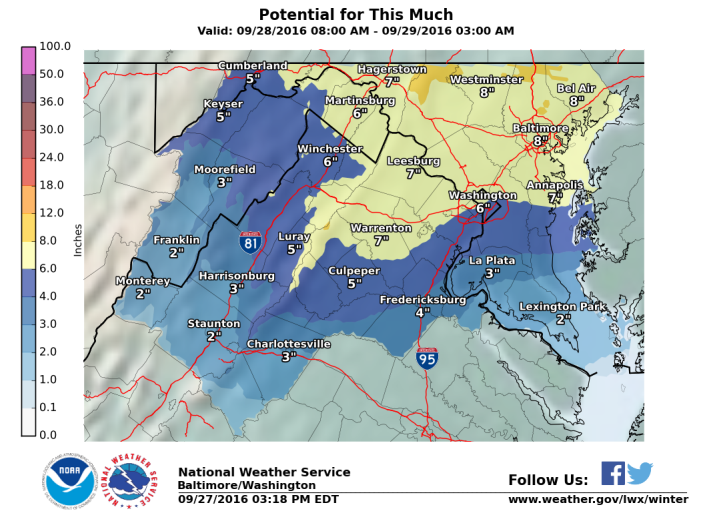 Potential for This Much
Valid: 09/28/2016 08:00 AM - 09/29/2016 03:00 AM
100.0
50.0
36.0
30.0
24.0
18.0
12.0
8.0
6.0
4.0
3.0
2.0
1.0
0.1
0.0
Inches
Cumberland
5"
Hagerstown
7"
Westminster
8"
Bel Air
8"
Keyser
5"
Martinsburg
6"
Baltimore
8"
Winchester
6"
Leesburg
7"
Moorefield
3"
Annapolis
7"
Washington
6"
Franklin
2"
81
Luray
5"
Warrenton
7"
La Plata
3"
Monterey
2"
Harrisonburg
3"
Culpeper
5"
Fredericksburg
4"
Lexington Park
2"
Staunton
2"
Charlottesville
3"
95
NOAA
NATIONAL WEATHER SERVICE
National Weather Service
Baltimore/Washington
09/27/2016 03:18 PM EDT
Follow Us:
www.weather.gov/lwx/winter